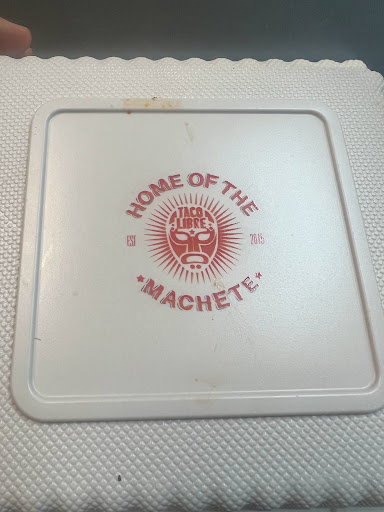 HOME OF THE
TACO
LIBRE
EST 2015
★MACHETE★